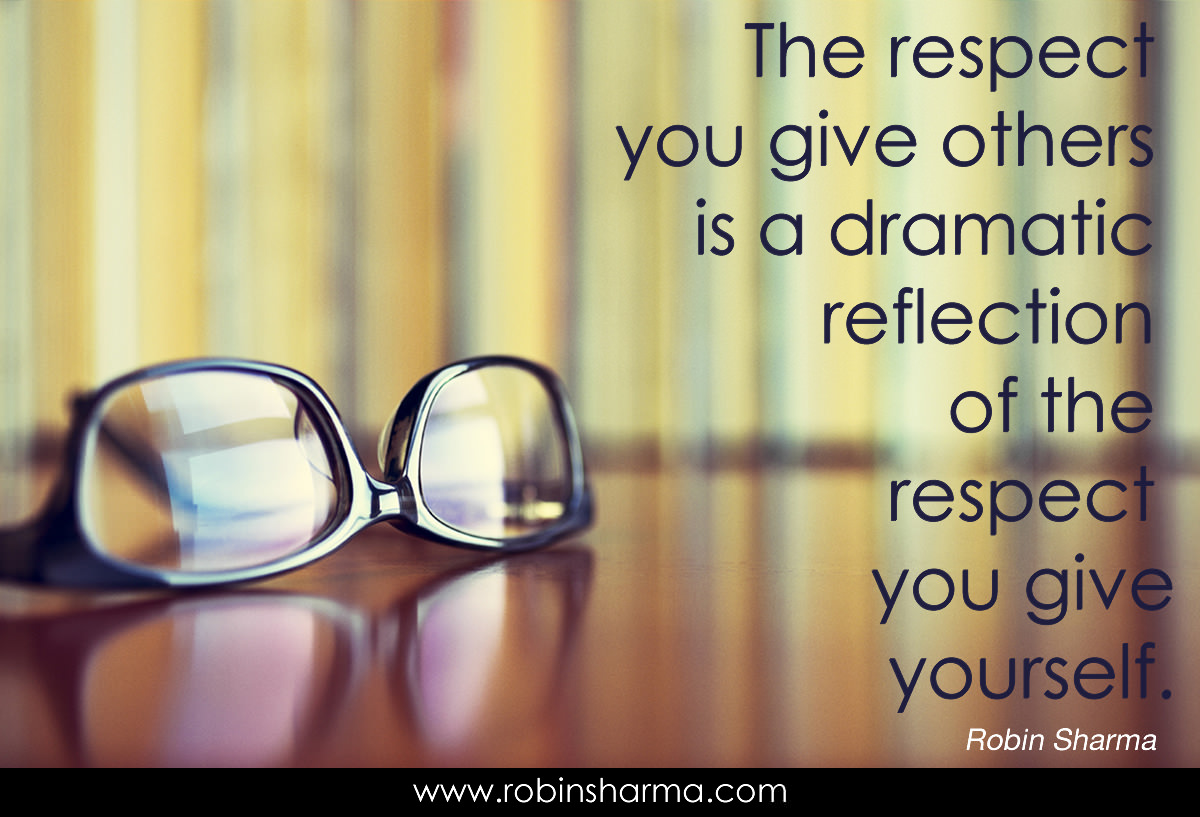 The respect
you give others
is a dramatic
reflection
of the
respect
you give
yourself.
Robin Sharma
www.robinsharma.com